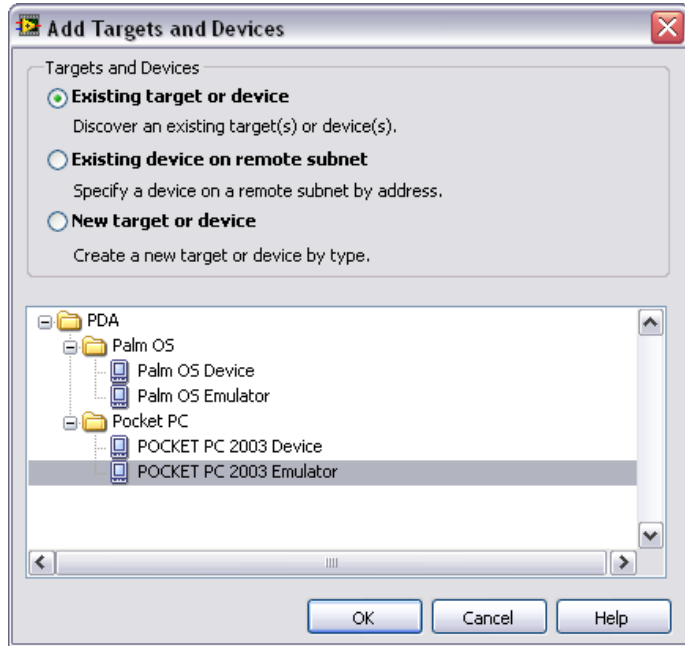 Add Targets and Devices
Targets and Devices
Existing target or device
Discover an existing target(s) or device(s).
Existing device on remote subnet
Specify a device on a remote subnet by address.
New target or device
Create a new target or device by type.
PDA
Palm OS
Palm OS Device
Palm OS Emulator
Pocket PC
POCKET PC 2003 Device
POCKET PC 2003 Emulator
OK Cancel Help